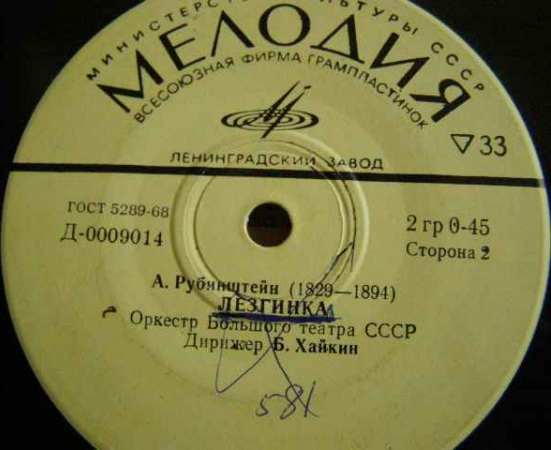 МИНИСТЕРСТВО КУЛЬТУРЫ СССР
МЕЛОДИЯ
ВСЕСОЮЗНАЯ ФИРМА ГРАМПЛАСТИНОК
▽ 33
ЛЕНИНГРАДСКИЙ ЗАВОД
ГОСТ 5289-68
Д-0009014
2 гр 0-45
Сторона 2
А. Рубинштейн (1829—1894)
ЛЕЗГИНКА
Оркестр Большого театра СССР
Дирижер Б. Хайкин
581